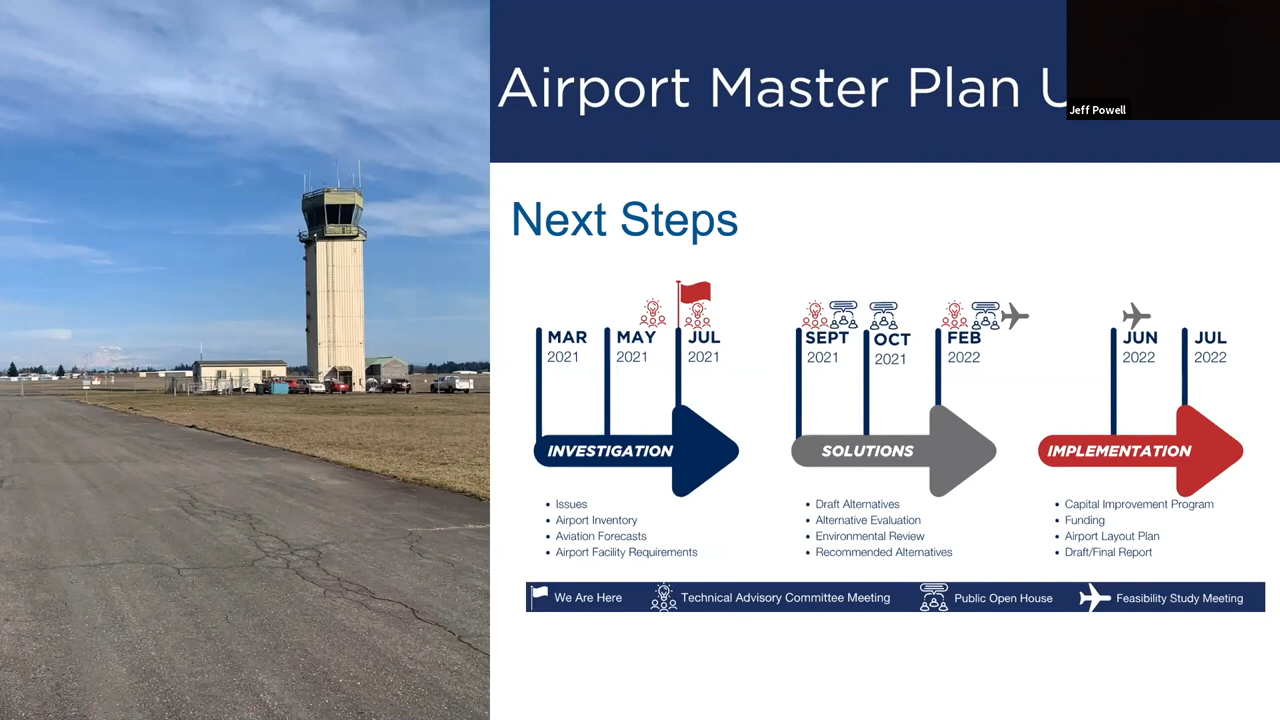 Airport Master Plan U
Jeff Powell
Next Steps
MAR 2021
MAY 2021
JUL 2021
SEPT 2021
OCT 2021
FEB 2022
JUN 2022
JUL 2022
INVESTIGATION
SOLUTIONS
IMPLEMENTATION
• Issues
• Airport Inventory
• Aviation Forecasts
• Airport Facility Requirements
• Draft Alternatives
• Alternative Evaluation
• Environmental Review
• Recommended Alternatives
• Capital Improvement Program
• Funding
• Airport Layout Plan
• Draft/Final Report
We Are Here
Technical Advisory Committee Meeting
Public Open House
Feasibility Study Meeting